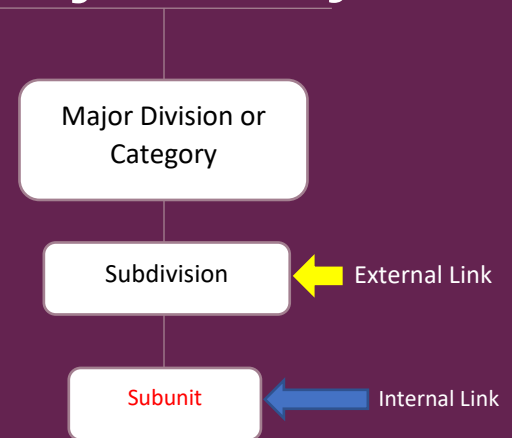 Major Division or
Category
Subdivision
External Link
Subunit
Internal Link